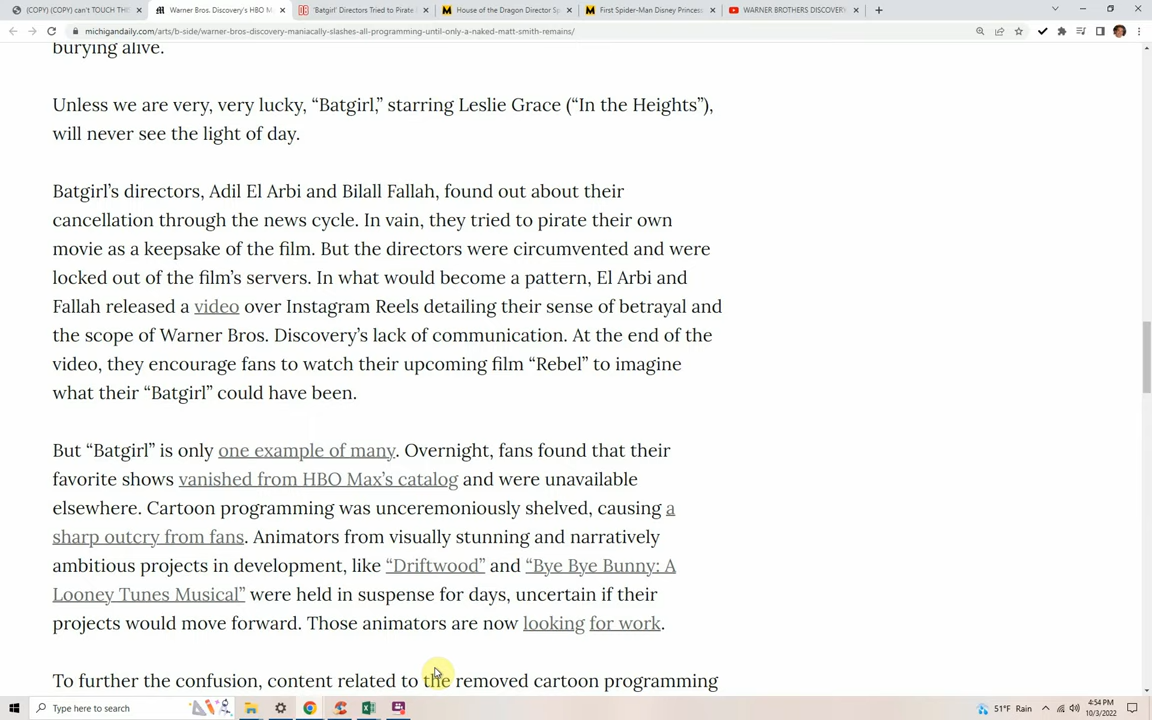 (COPY) (COPY) can't TOUCH THI
Warner Bros. Discovery's HBO M
'Batgirl' Directors Tried to Pirate
House of the Dragon Director Sp
First Spider-Man Disney Princess
WARNER BROTHERS DISCOVERY
michigandaily.com/arts/b-side/warner-bros-discovery-maniacally-slashes-all-programming-until-only-a-naked-matt-smith-remains/
burying alive.
Unless we are very, very lucky, “Batgirl,” starring Leslie Grace (“In the Heights”),
will never see the light of day.
Batgirl’s directors, Adil El Arbi and Bilall Fallah, found out about their
cancellation through the news cycle. In vain, they tried to pirate their own
movie as a keepsake of the film. But the directors were circumvented and were
locked out of the film’s servers. In what would become a pattern, El Arbi and
Fallah released a video over Instagram Reels detailing their sense of betrayal and
the scope of Warner Bros. Discovery’s lack of communication. At the end of the
video, they encourage fans to watch their upcoming film “Rebel” to imagine
what their “Batgirl” could have been.
But “Batgirl” is only one example of many. Overnight, fans found that their
favorite shows vanished from HBO Max’s catalog and were unavailable
elsewhere. Cartoon programming was unceremoniously shelved, causing a
sharp outcry from fans. Animators from visually stunning and narratively
ambitious projects in development, like “Driftwood” and “Bye Bye Bunny: A
Looney Tunes Musical” were held in suspense for days, uncertain if their
projects would move forward. Those animators are now looking for work.
To further the confusion, content related to the removed cartoon programming
Type here to search
51°F Rain
4:54 PM
10/3/2022